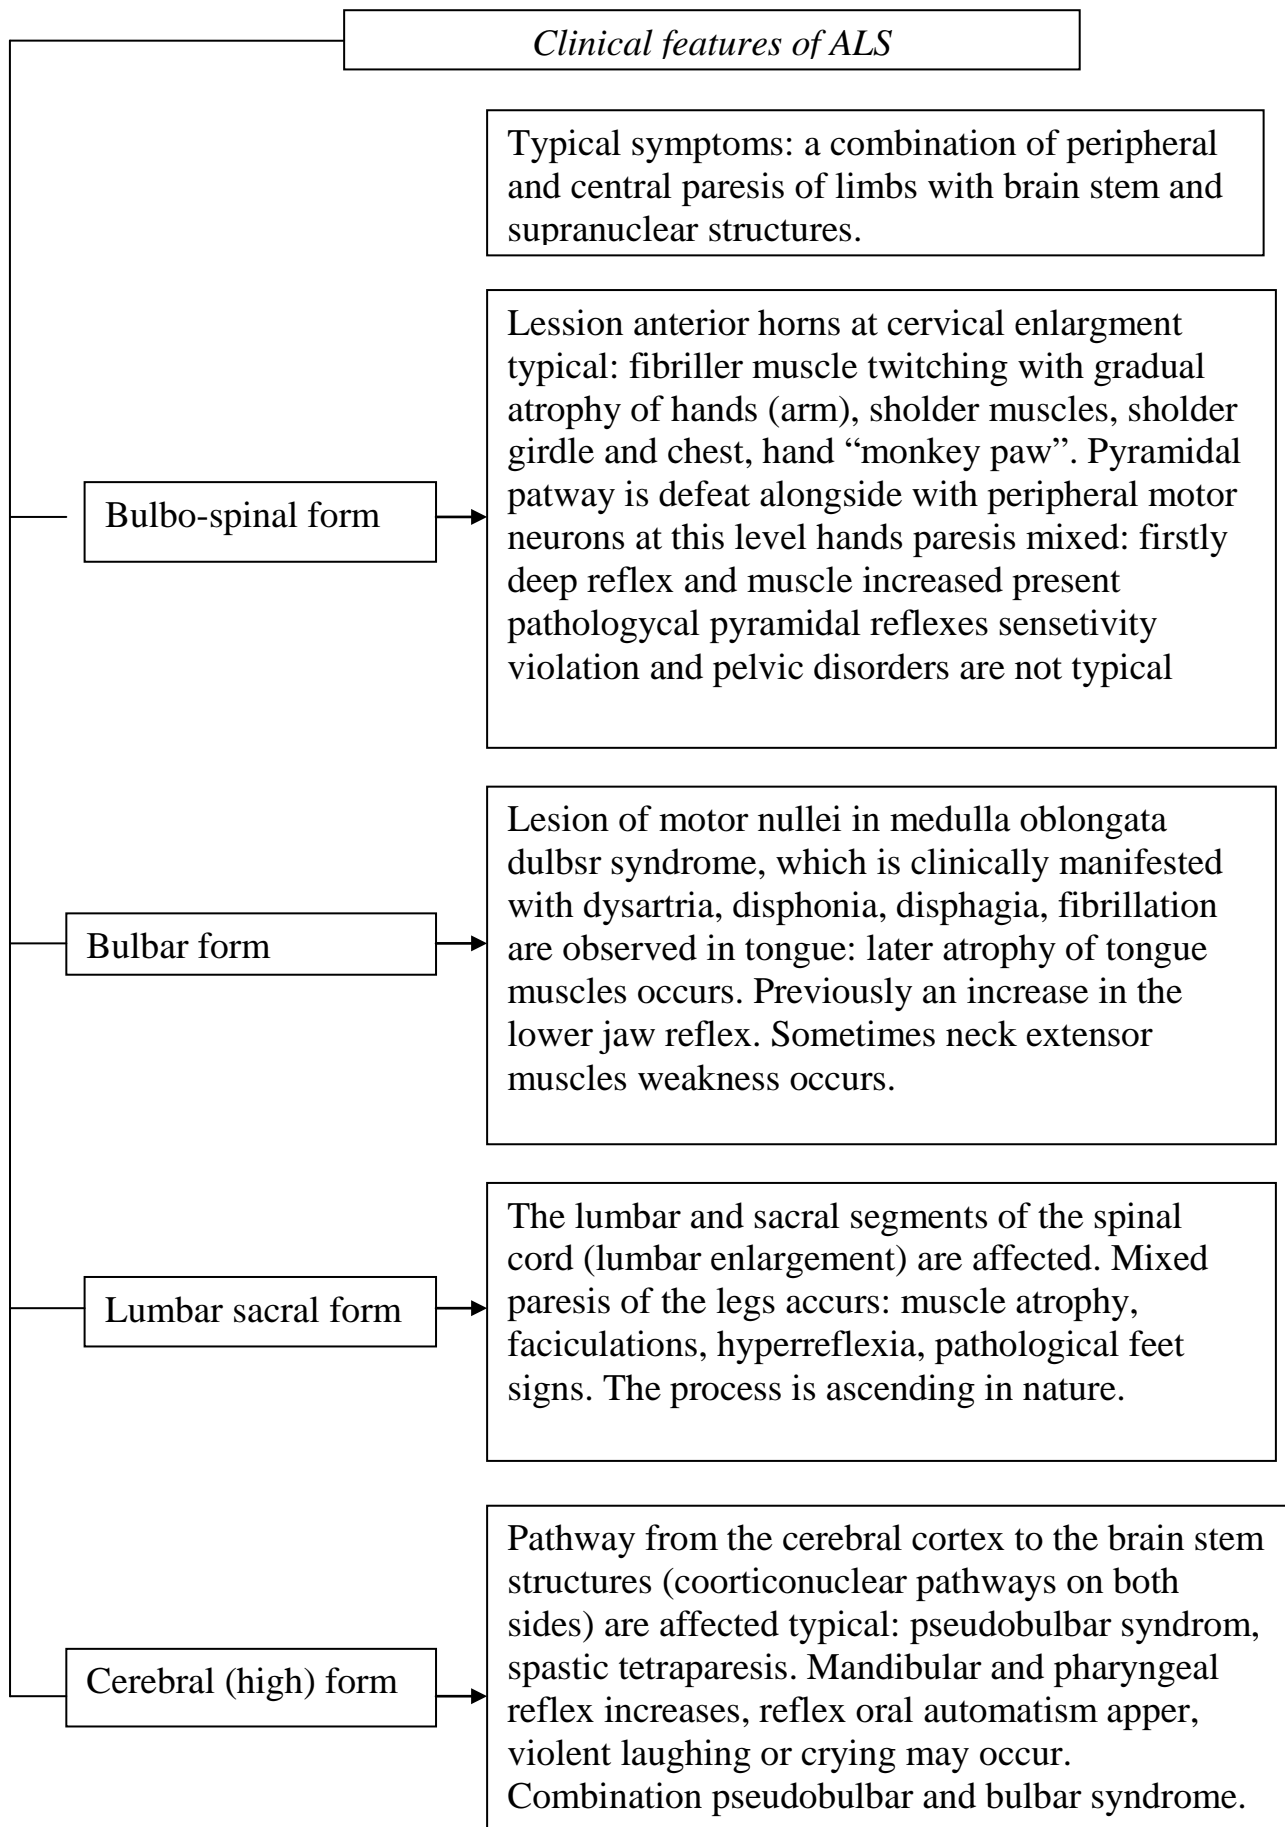 Clinical features of ALS
Typical symptoms: a combination of peripheral
and central paresis of limbs with brain stem and
supranuclear structures.
Bulbo-spinal form
Lession anterior horns at cervical enlargment
typical: fibriller muscle twitching with gradual
atrophy of hands (arm), sholder muscles, sholder
girdle and chest, hand “monkey paw”. Pyramidal
patway is defeat alongside with peripheral motor
neurons at this level hands paresis mixed: firstly
deep reflex and muscle increased present
pathologycal pyramidal reflexes sensetivity
violation and pelvic disorders are not typical
Bulbar form
Lesion of motor nullei in medulla oblongata
dulbsr syndrome, which is clinically manifested
with dysartria, disphonia, disphagia, fibrillation
are observed in tongue: later atrophy of tongue
muscles occurs. Previously an increase in the
lower jaw reflex. Sometimes neck extensor
muscles weakness occurs.
Lumbar sacral form
The lumbar and sacral segments of the spinal
cord (lumbar enlargement) are affected. Mixed
paresis of the legs accurs: muscle atrophy,
faciculations, hyperreflexia, pathological feet
signs. The process is ascending in nature.
Cerebral (high) form
Pathway from the cerebral cortex to the brain stem
structures (coorticonuclear pathways on both
sides) are affected typical: pseudobulbar syndrom,
spastic tetraparesis. Mandibular and pharyngeal
reflex increases, reflex oral automatism apper,
violent laughing or crying may occur.
Combination pseudobulbar and bulbar syndrome.